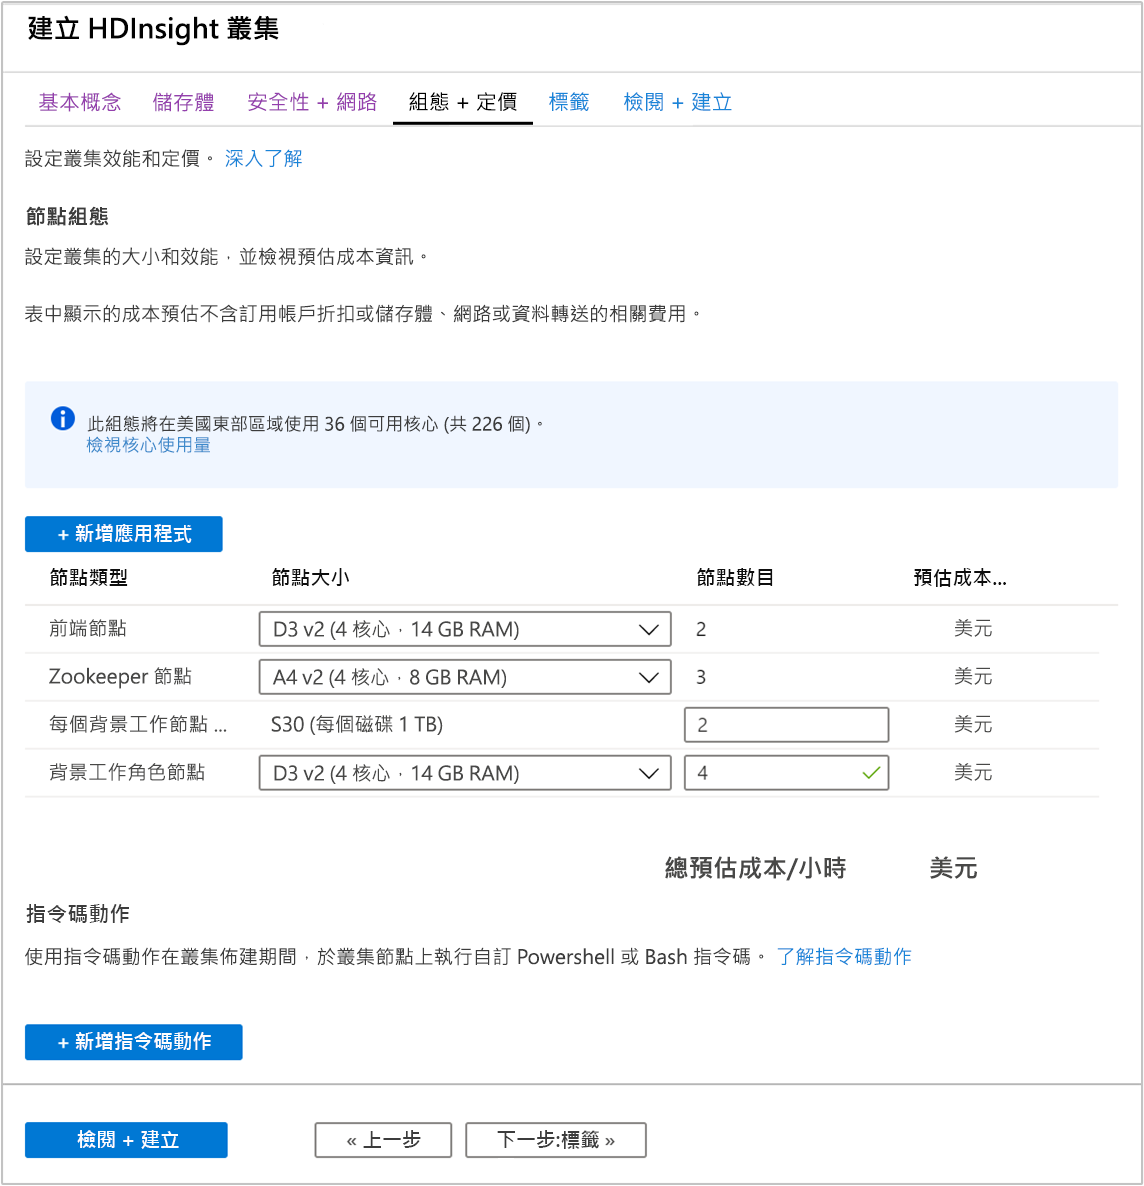 建立 HDInsight 叢集
基本概念 儲存體 安全性 + 網路 組態 + 定價 標籤 檢閱 + 建立
設定叢集效能和定價。 深入了解
節點組態
設定叢集的大小和效能，並檢視預估成本資訊。
表中顯示的成本預估不含訂用帳戶折扣或儲存體、網路或資料轉送的相關費用。
此組態將在美國東部區域使用 36 個可用核心 (共 226 個)。
檢視核心使用量
+ 新增應用程式
節點類型 節點大小 節點數目 預估成本...
前端節點 D3 v2 (4 核心，14 GB RAM) 2 美元
Zookeeper 節點 A4 v2 (4 核心，8 GB RAM) 3 美元
每個背景工作節點 ... S30 (每個磁碟 1 TB) 2 美元
背景工作角色節點 D3 v2 (4 核心，14 GB RAM) 4 美元
總預估成本/小時 美元
指令碼動作
使用指令碼動作在叢集佈建期間，於叢集節點上執行自訂 Powershell 或 Bash 指令碼。 了解指令碼動作
+ 新增指令碼動作
檢閱 + 建立 « 上一步 下一步:標籤 »